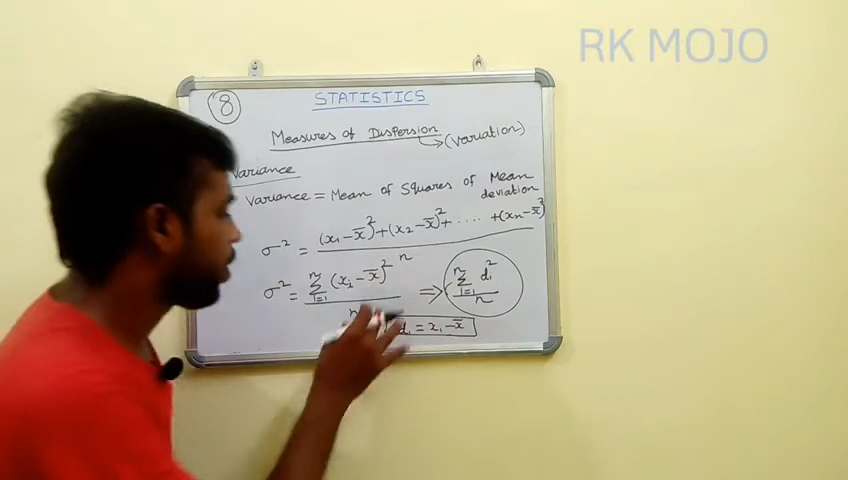 RK MOJO
8
STATISTICS
Measures of Dispersion
(variation)
Variance
Variance = Mean of Squares of Mean deviation
σ² = (x₁-x̄)²+(x₂-x̄)²+ .... +(xₙ-x̄)²
n
σ² = n Σ i=1 (xᵢ-x̄)² ⇒ n Σ i=1 dᵢ² / n
n
dᵢ = xᵢ-x̄